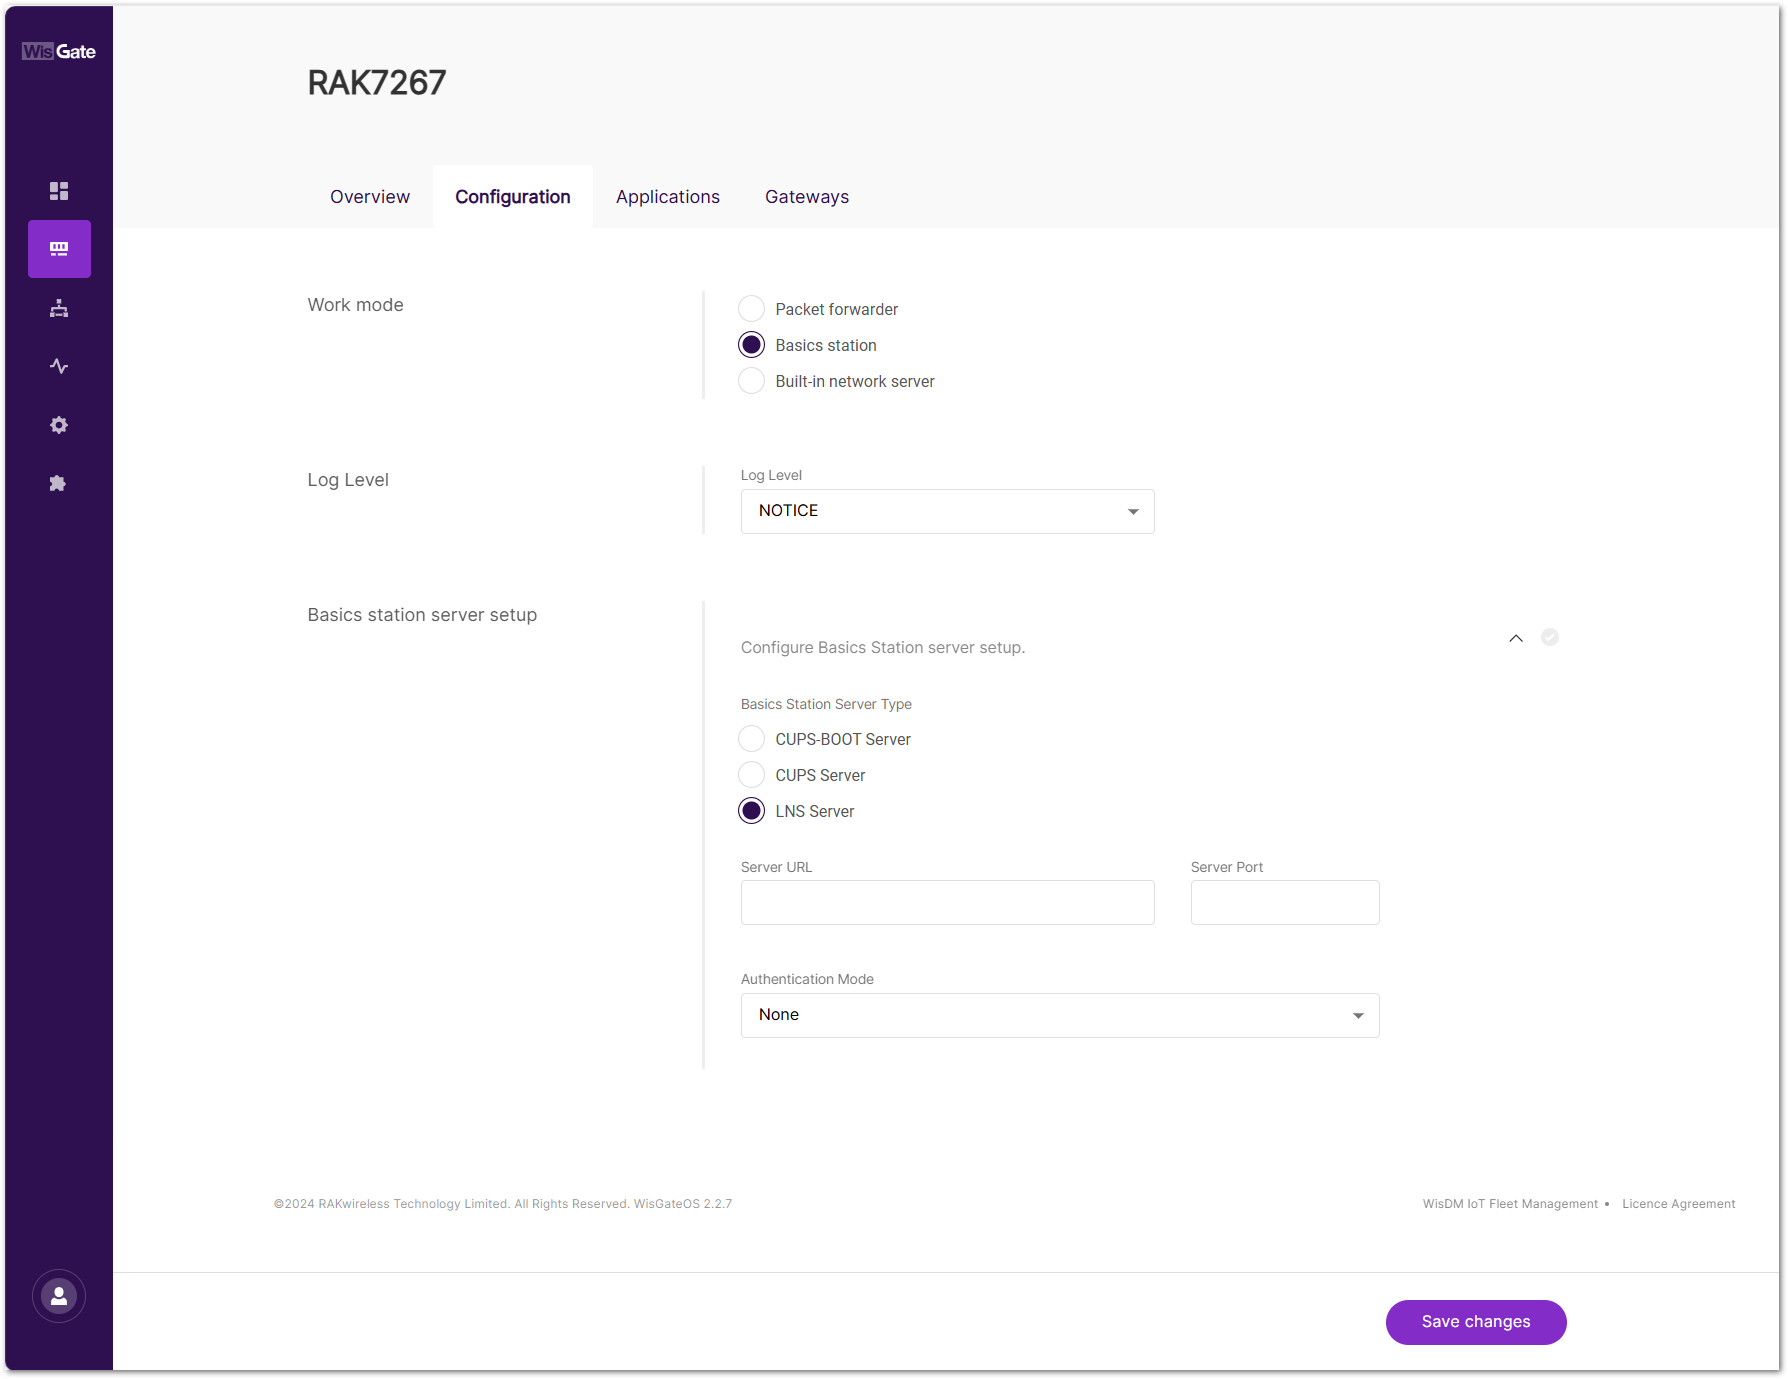 WisGate
RAK7267
Overview Configuration Applications Gateways
Work mode
Packet forwarder
Basics station
Built-in network server
Log Level
Log Level
NOTICE
Basics station server setup
Configure Basics Station server setup.
Basics Station Server Type
CUPS-BOOT Server
CUPS Server
LNS Server
Server URL Server Port
Authentication Mode
None
©2024 RAKwireless Technology Limited. All Rights Reserved. WisGateOS 2.2.7 WisDM IoT Fleet Management • Licence Agreement
Save changes